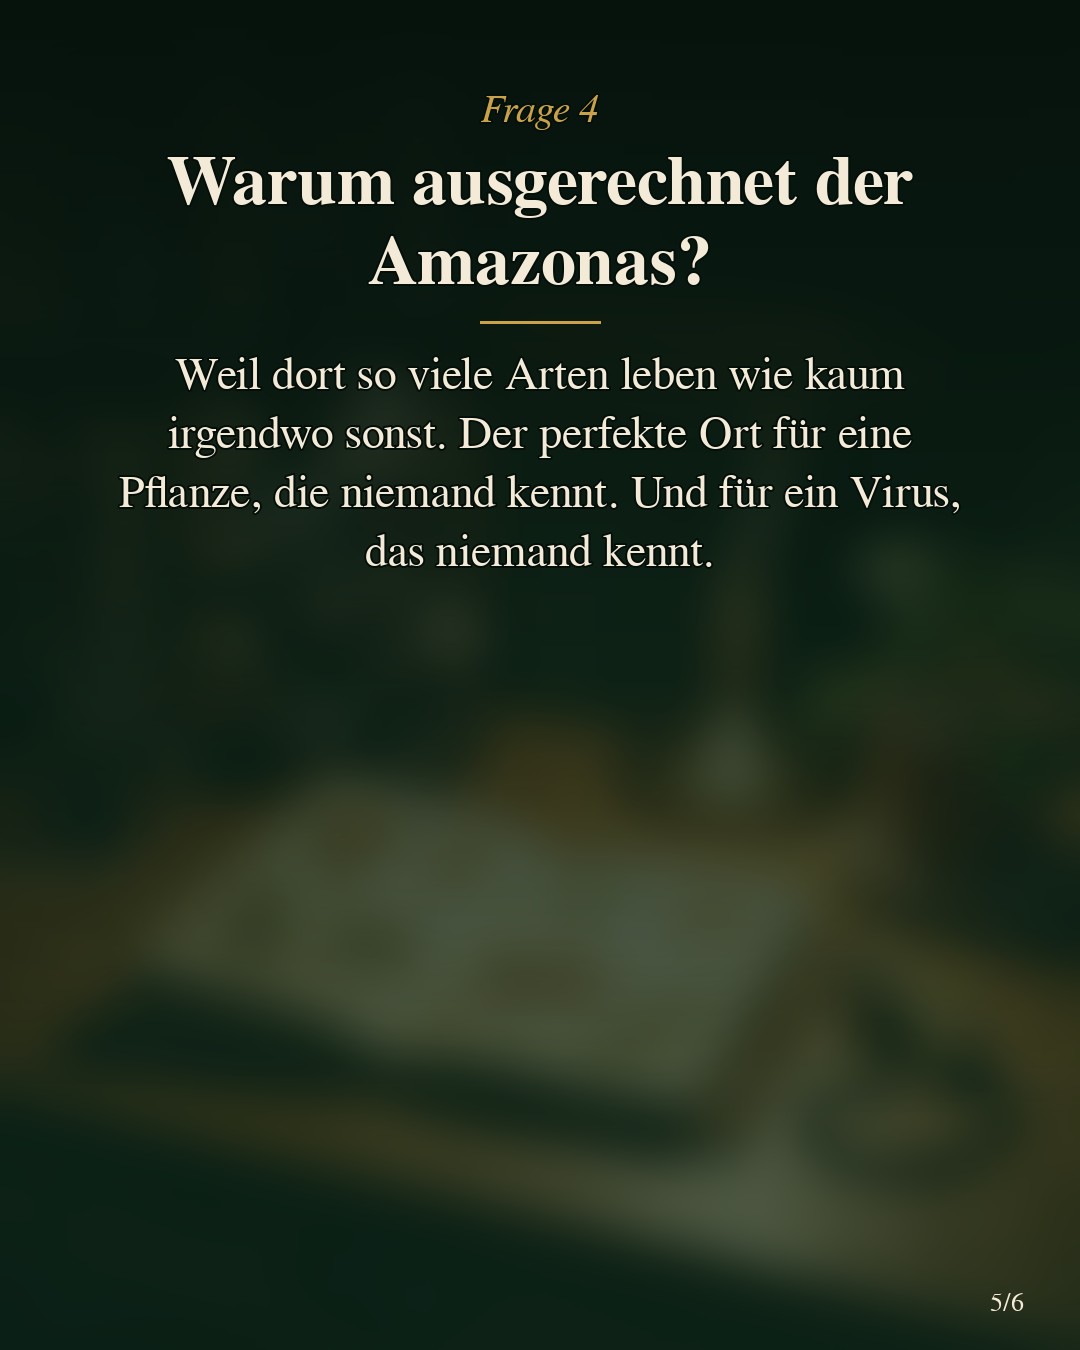 Frage 4
Warum ausgerechnet der
Amazonas?
Weil dort so viele Arten leben wie kaum
irgendwo sonst. Der perfekte Ort für eine
Pflanze, die niemand kennt. Und für ein Virus,
das niemand kennt.
5/6